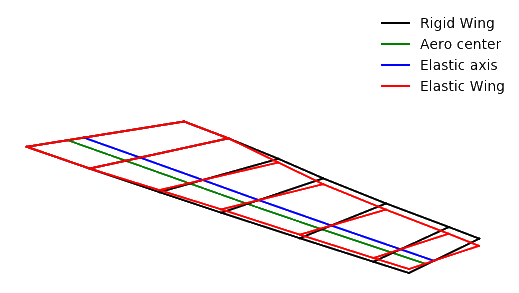 Rigid Wing
Aero center
Elastic axis
Elastic Wing